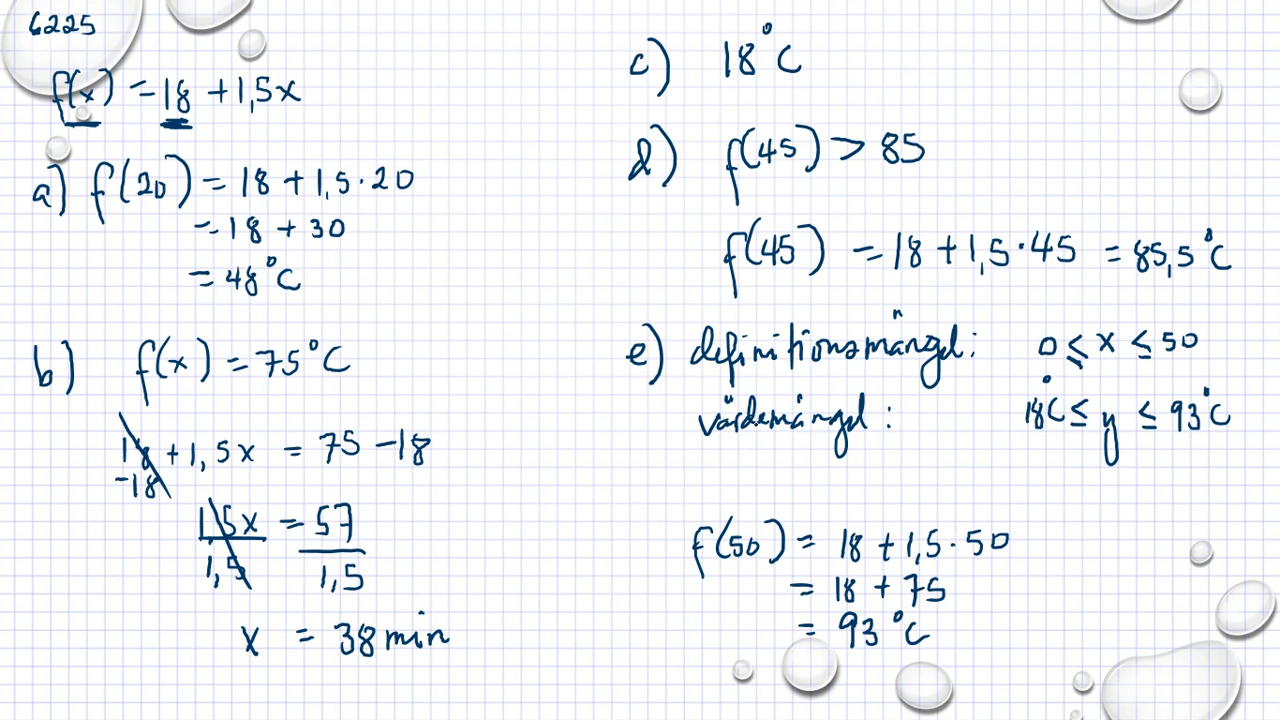 6225
f(x) = 18 + 1,5x
a) f(20) = 18 + 1,5 · 20
= 18 + 30
= 48°C
b) f(x) = 75°C
18 + 1,5x = 75 - 18
-18
1,5x = 57
1,5 1,5
x = 38 min
c) 18°C
d) f(45) > 85
f(45) = 18 + 1,5 · 45 = 85,5°C
e) definitionsmängd: 0 ≤ x ≤ 50
värdemängd: 18°C ≤ y ≤ 93°C
f(50) = 18 + 1,5 · 50
= 18 + 75
= 93°C